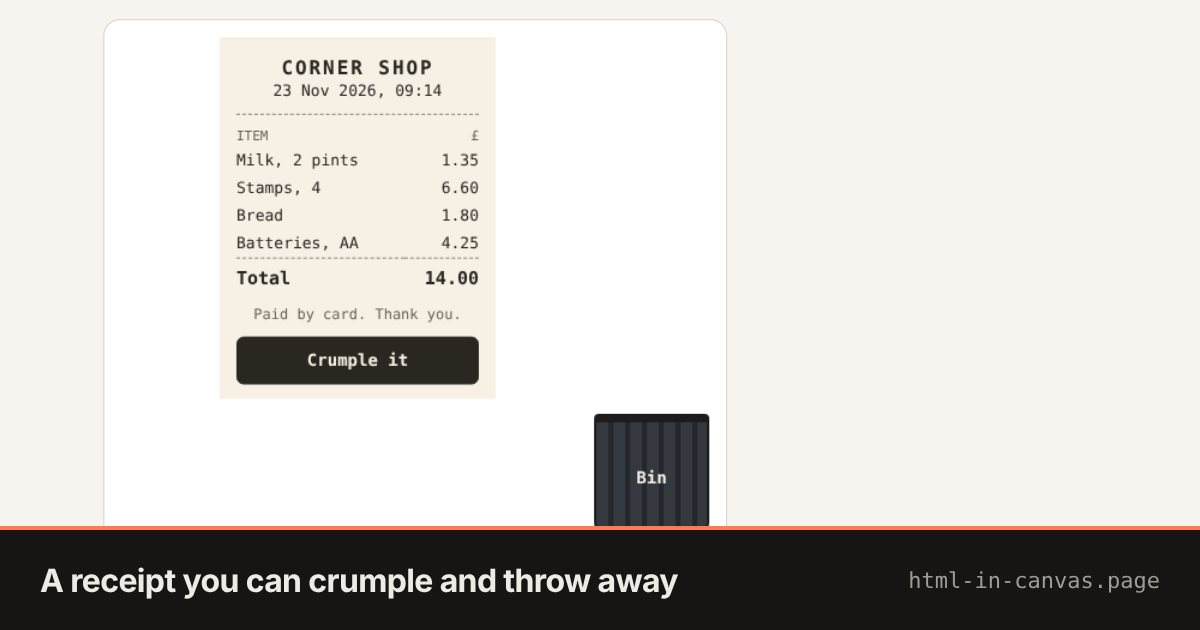 CORNER SHOP
23 Nov 2026, 09:14
ITEM £
Milk, 2 pints 1.35
Stamps, 4 6.60
Bread 1.80
Batteries, AA 4.25
Total 14.00
Paid by card. Thank you.
Crumple it
Bin
A receipt you can crumple and throw away
html-in-canvas.page